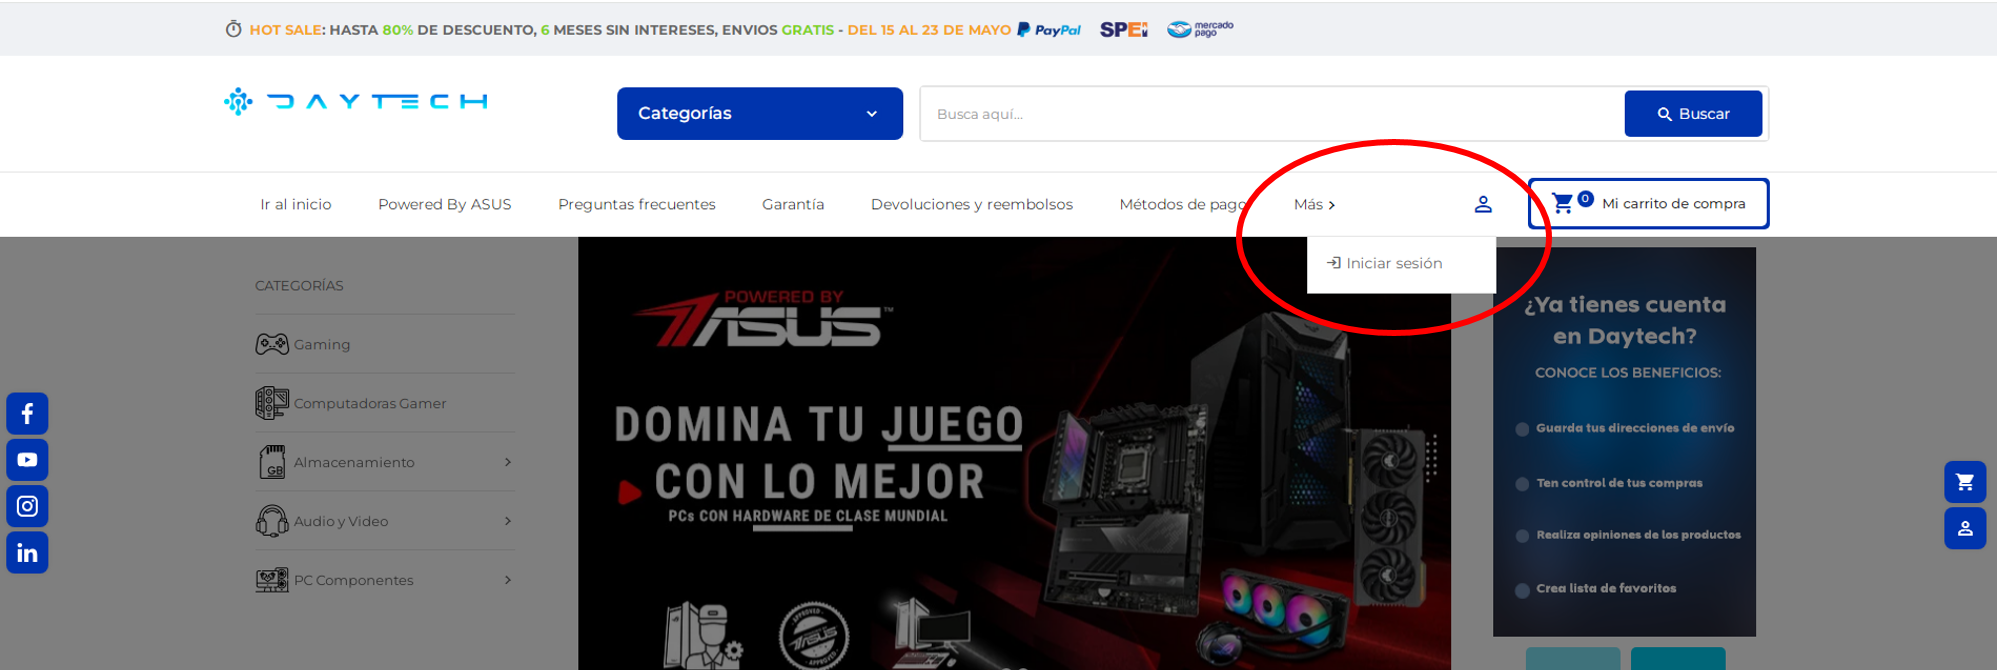 HOT SALE: HASTA 80% DE DESCUENTO, 6 MESES SIN INTERESES, ENVIOS GRATIS - DEL 15 AL 23 DE MAYO PayPal SPEI mercado pago
DAYTECH
Categorías
Busca aquí...
Buscar
Ir al inicio
Powered By ASUS
Preguntas frecuentes
Garantía
Devoluciones y reembolsos
Métodos de pago
Más
0 Mi carrito de compra
Iniciar sesión
CATEGORÍAS
Gaming
Computadoras Gamer
GB Almacenamiento
Audio y Video
PC Componentes
POWERED BY
ASUS™
DOMINA TU JUEGO
CON LO MEJOR
PCs CON HARDWARE DE CLASE MUNDIAL
APPROVED
ASUS
APPROVED
¿Ya tienes cuenta
en Daytech?
CONOCE LOS BENEFICIOS:
Guarda tus direcciones de envío
Ten control de tus compras
Realiza opiniones de los productos
Crea lista de favoritos